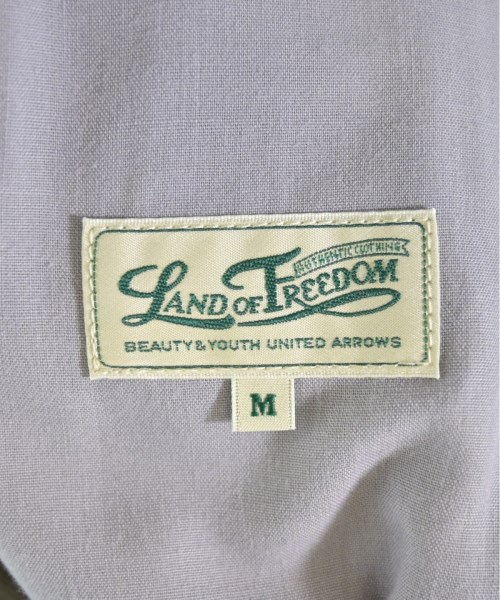 AUTHENTIC CLOTHING
LAND OF FREEDOM
BEAUTY & YOUTH UNITED ARROWS
M